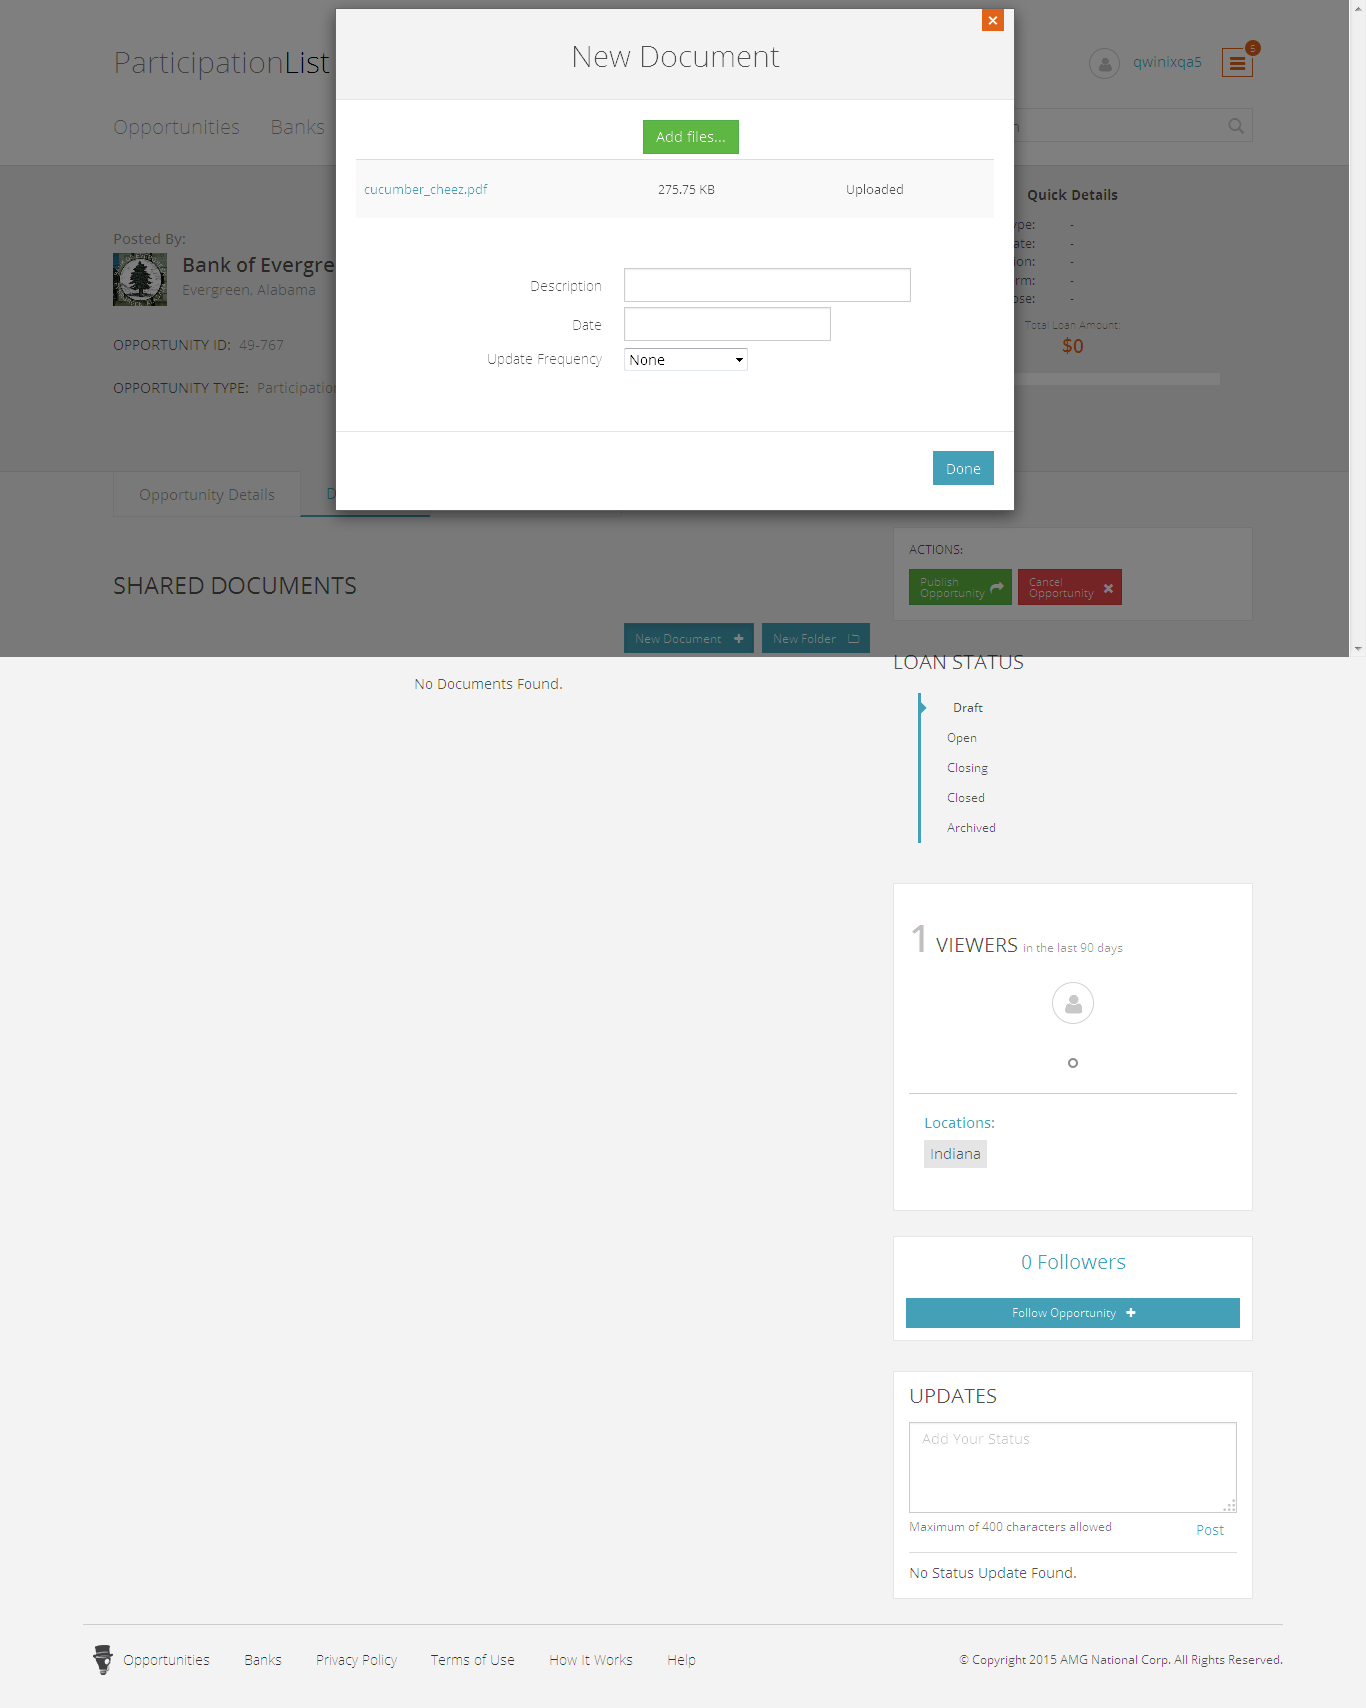 New Document
ParticipationList
qwinixqa5
5
Opportunities
Banks
Add files...
cucumber_cheez.pdf
275.75 KB
Uploaded
Quick Details
Posted By:
Bank of Evergre
Evergreen, Alabama
OPPORTUNITY ID: 49-767
OPPORTUNITY TYPE: Participation
Description
Date
Update Frequency
None
ype: -
ate: -
ion: -
rm: -
ose: -
Total Loan Amount:
$0
Done
Opportunity Details
D
SHARED DOCUMENTS
New Document
New Folder
No Documents Found.
ACTIONS:
Publish
Opportunity
Cancel
Opportunity
LOAN STATUS
Draft
Open
Closing
Closed
Archived
1 VIEWERS in the last 90 days
Locations:
Indiana
0 Followers
Follow Opportunity
UPDATES
Add Your Status
Maximum of 400 characters allowed
Post
No Status Update Found.
Opportunities
Banks
Privacy Policy
Terms of Use
How It Works
Help
© Copyright 2015 AMG National Corp. All Rights Reserved.